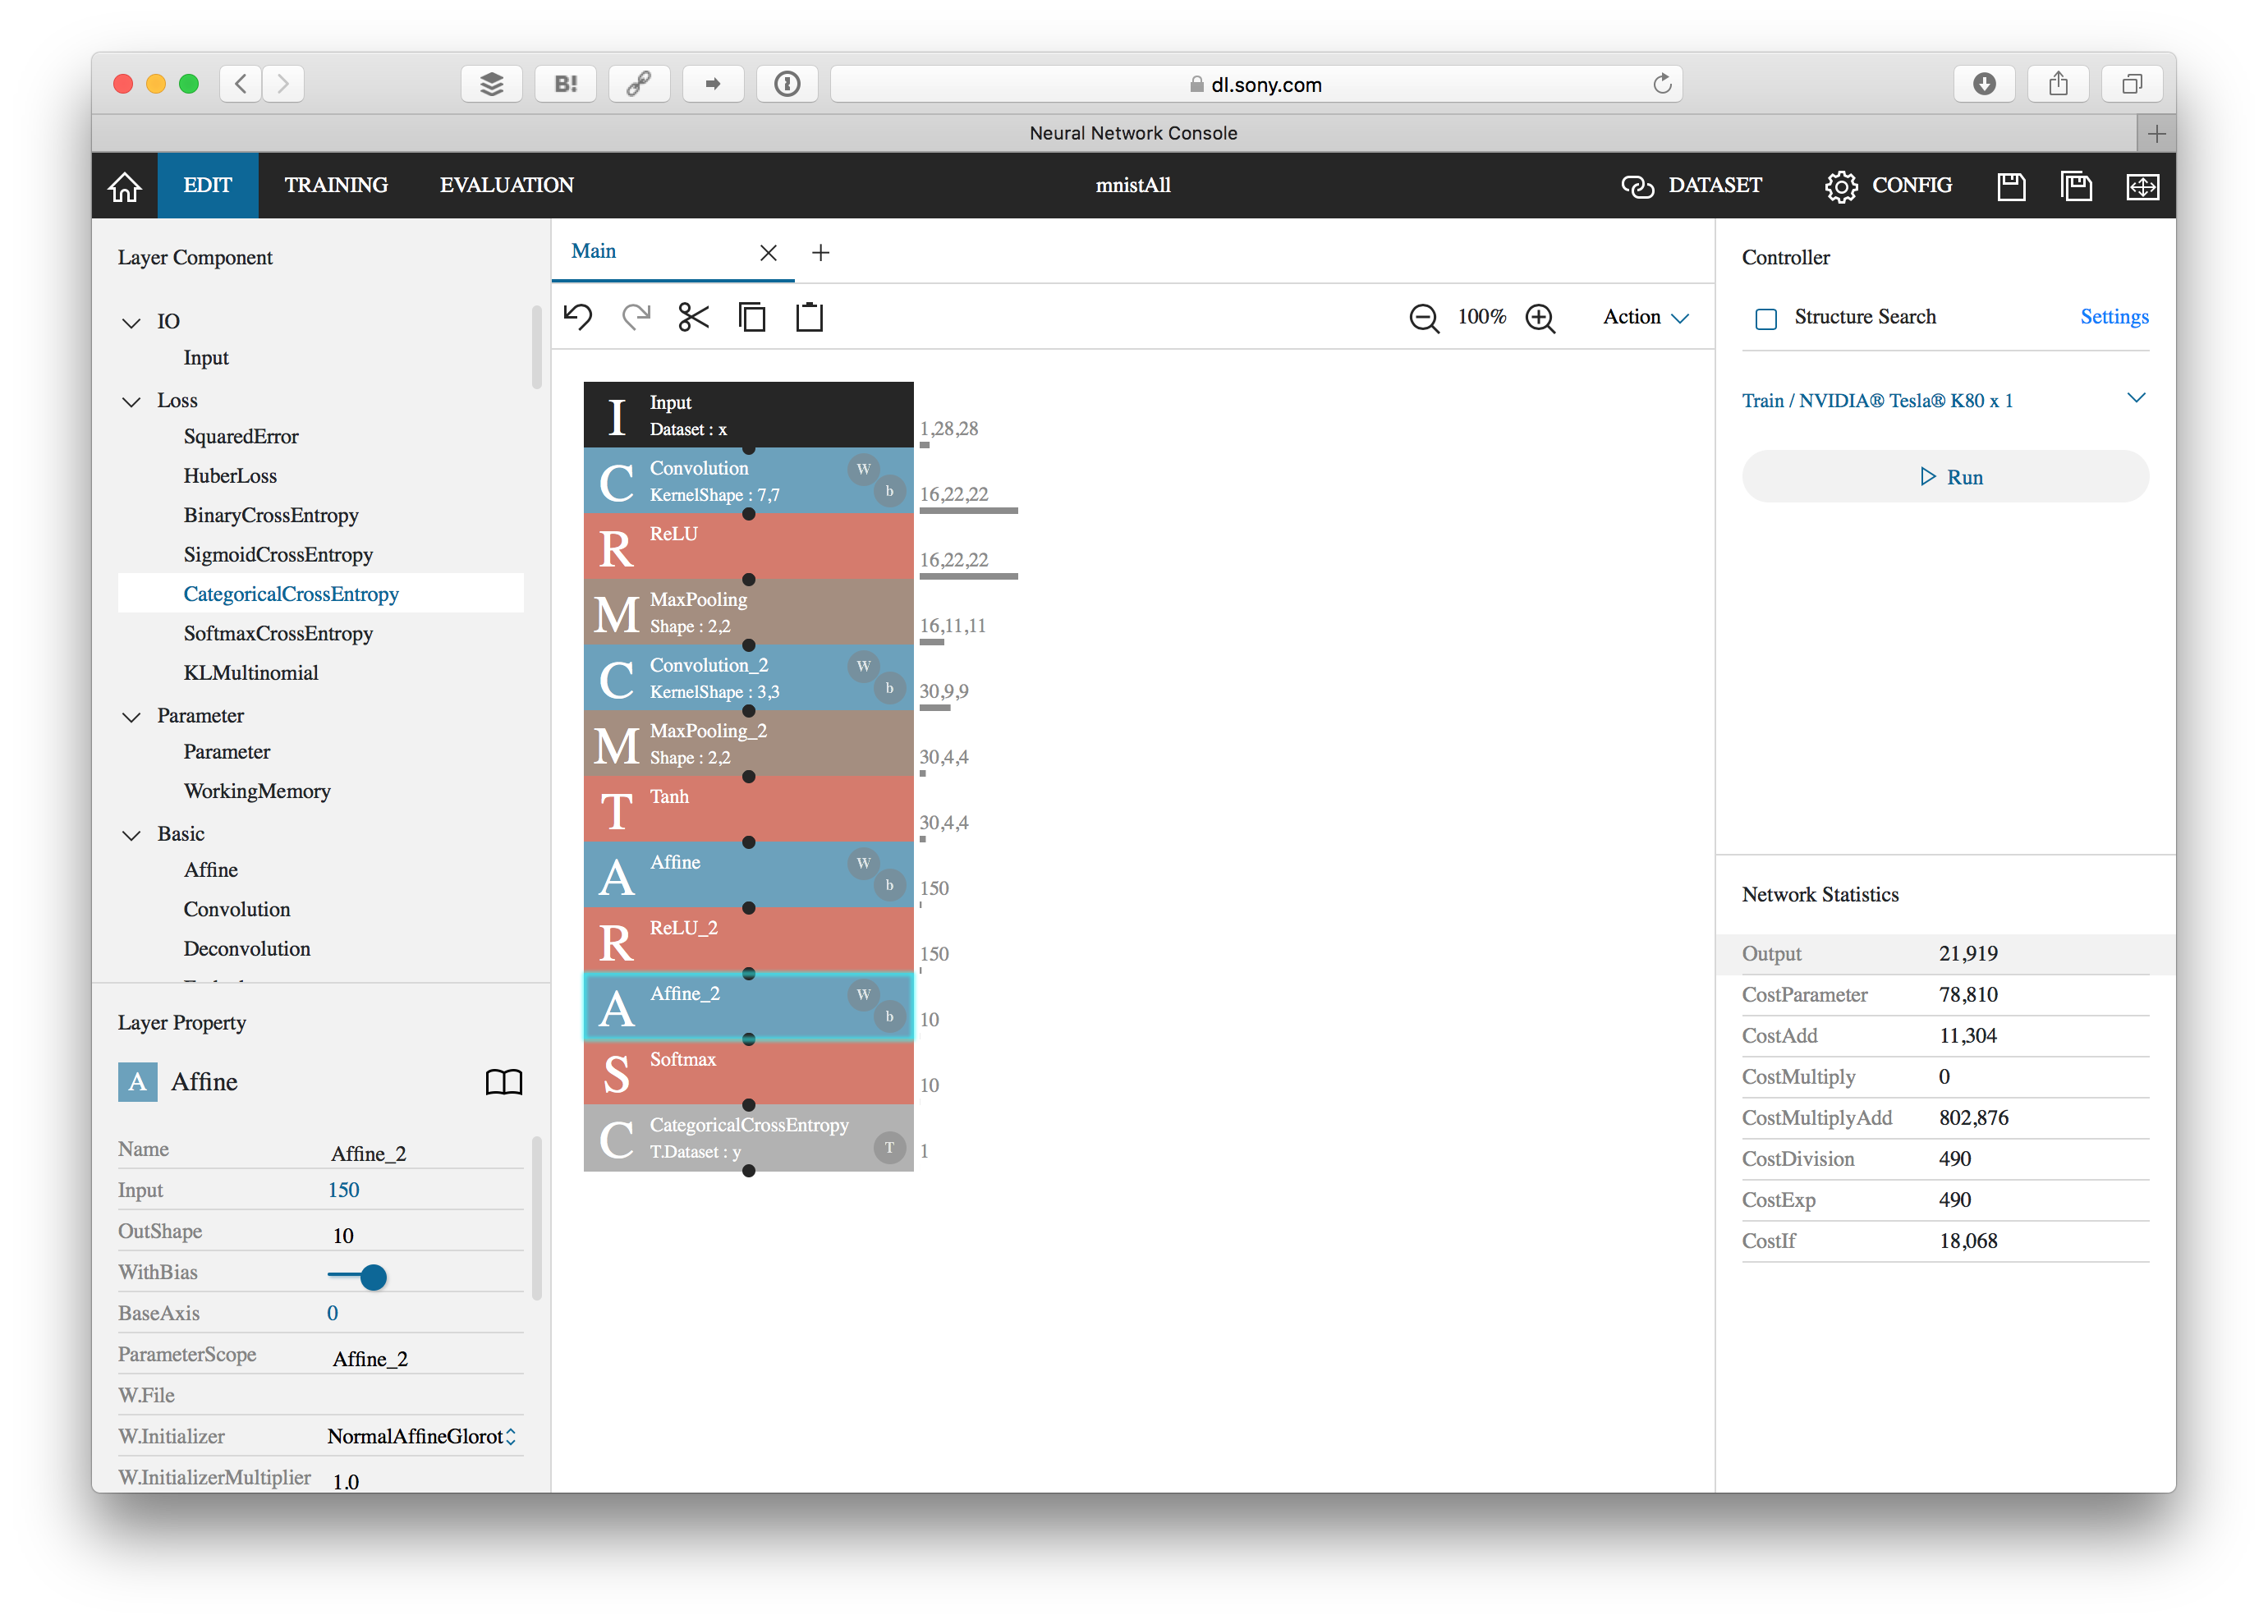 B!
dl.sony.com
Neural Network Console
EDIT
TRAINING
EVALUATION
mnistAll
DATASET
CONFIG
Layer Component
IO
Input
Loss
SquaredError
HuberLoss
BinaryCrossEntropy
SigmoidCrossEntropy
CategoricalCrossEntropy
SoftmaxCrossEntropy
KLMultinomial
Parameter
Parameter
WorkingMemory
Basic
Affine
Convolution
Deconvolution
Layer Property
A Affine
Name Affine_2
Input 150
OutShape 10
WithBias
BaseAxis 0
ParameterScope Affine_2
W.File
W.Initializer NormalAffineGlorot
W.InitializerMultiplier 1.0
Main
100%
Action
I Input
Dataset : x
1,28,28
C Convolution W
KernelShape : 7,7 b
16,22,22
R ReLU
16,22,22
M MaxPooling
Shape : 2,2
16,11,11
C Convolution_2 W
KernelShape : 3,3 b
30,9,9
M MaxPooling_2
Shape : 2,2
30,4,4
T Tanh
30,4,4
A Affine W
b
150
R ReLU_2
150
A Affine_2 W
b
10
S Softmax
10
C CategoricalCrossEntropy
T.Dataset : y T
1
Controller
Structure Search Settings
Train / NVIDIA® Tesla® K80 x 1
Run
Network Statistics
Output 21,919
CostParameter 78,810
CostAdd 11,304
CostMultiply 0
CostMultiplyAdd 802,876
CostDivision 490
CostExp 490
CostIf 18,068